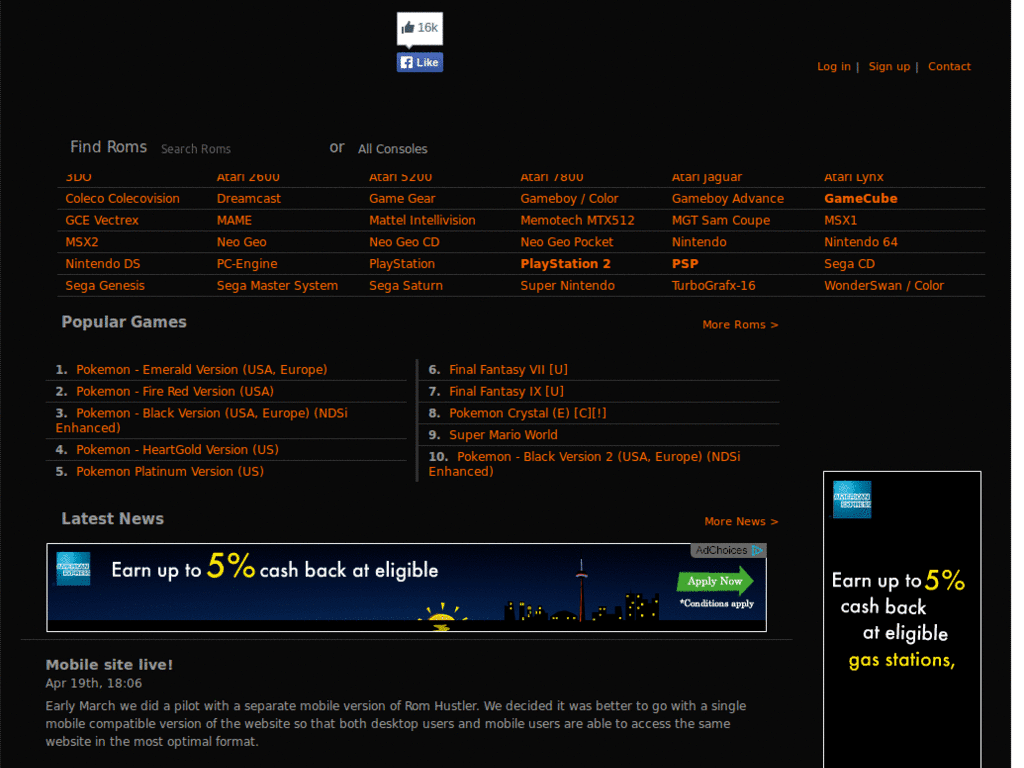 16k
Like
Log in | Sign up | Contact
Find Roms Search Roms or All Consoles
3DO Atari 2600 Atari 5200 Atari 7800 Atari Jaguar Atari Lynx
Coleco Colecovision Dreamcast Game Gear Gameboy / Color Gameboy Advance GameCube
GCE Vectrex MAME Mattel Intellivision Memotech MTX512 MGT Sam Coupe MSX1
MSX2 Neo Geo Neo Geo CD Neo Geo Pocket Nintendo Nintendo 64
Nintendo DS PC-Engine PlayStation PlayStation 2 PSP Sega CD
Sega Genesis Sega Master System Sega Saturn Super Nintendo TurboGrafx-16 WonderSwan / Color
Popular Games
More Roms >
1. Pokemon - Emerald Version (USA, Europe)
2. Pokemon - Fire Red Version (USA)
3. Pokemon - Black Version (USA, Europe) (NDSi
Enhanced)
4. Pokemon - HeartGold Version (US)
5. Pokemon Platinum Version (US)
6. Final Fantasy VII [U]
7. Final Fantasy IX [U]
8. Pokemon Crystal (E) [C][!]
9. Super Mario World
10. Pokemon - Black Version 2 (USA, Europe) (NDSi
Enhanced)
Latest News
More News >
AdChoices
AMERICAN EXPRESS
Earn up to 5% cash back at eligible
Apply Now
*Conditions apply
AMERICAN
EXPRESS
Earn up to 5%
cash back
at eligible
gas stations,
Mobile site live!
Apr 19th, 18:06
Early March we did a pilot with a separate mobile version of Rom Hustler. We decided it was better to go with a single
mobile compatible version of the website so that both desktop users and mobile users are able to access the same
website in the most optimal format.